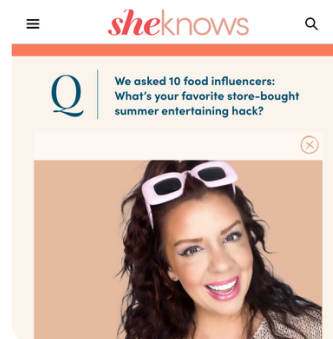 sheknows
Q
We asked 10 food influencers:
What's your favorite store-bought
summer entertaining hack?